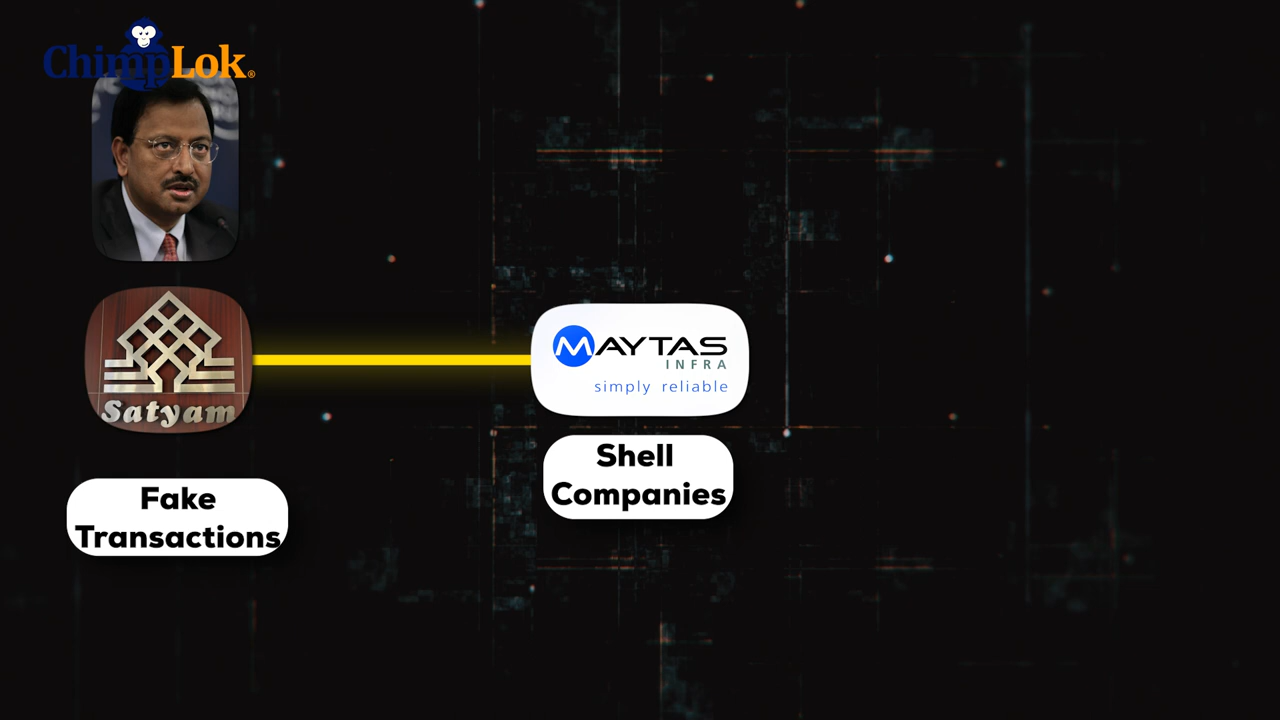 ChimpLok®
Satyam
MAYTAS
INFRA
simply reliable
Shell
Companies
Fake
Transactions